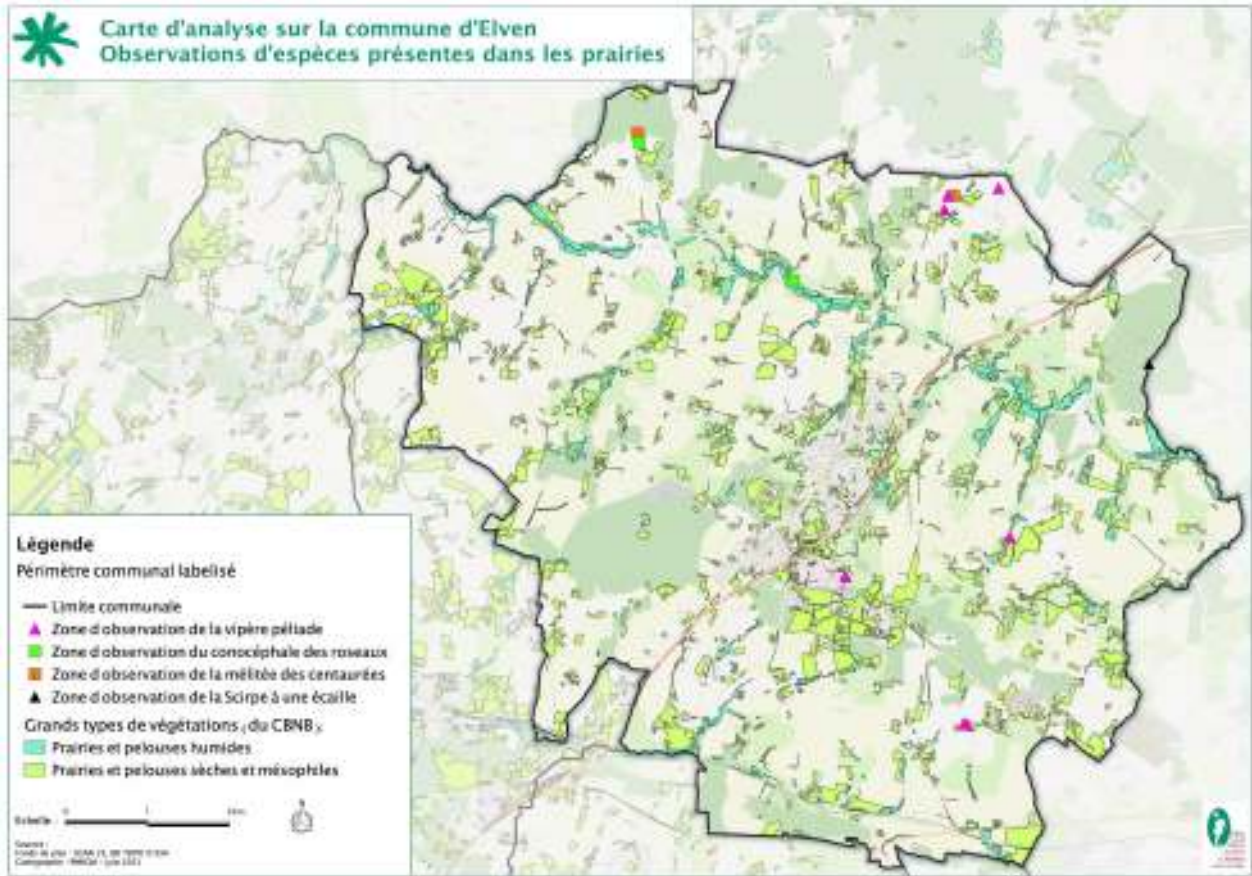 Carte d'analyse sur la commune d'Elven
Observations d'espèces présentes dans les prairies
Légende
Périmètre communal labelisé
Limite communale
Zone d observation de la vipère péliade
Zone d observation du conocéphale des roseaux
Zone d observation de la mélitée des centaurées
Zone d observation de la Scirpe à une écaille
Grands types de végétations ( du CBNB )
Prairies et pelouses humides
Prairies et pelouses sèches et mésophiles
Echelle 0 1